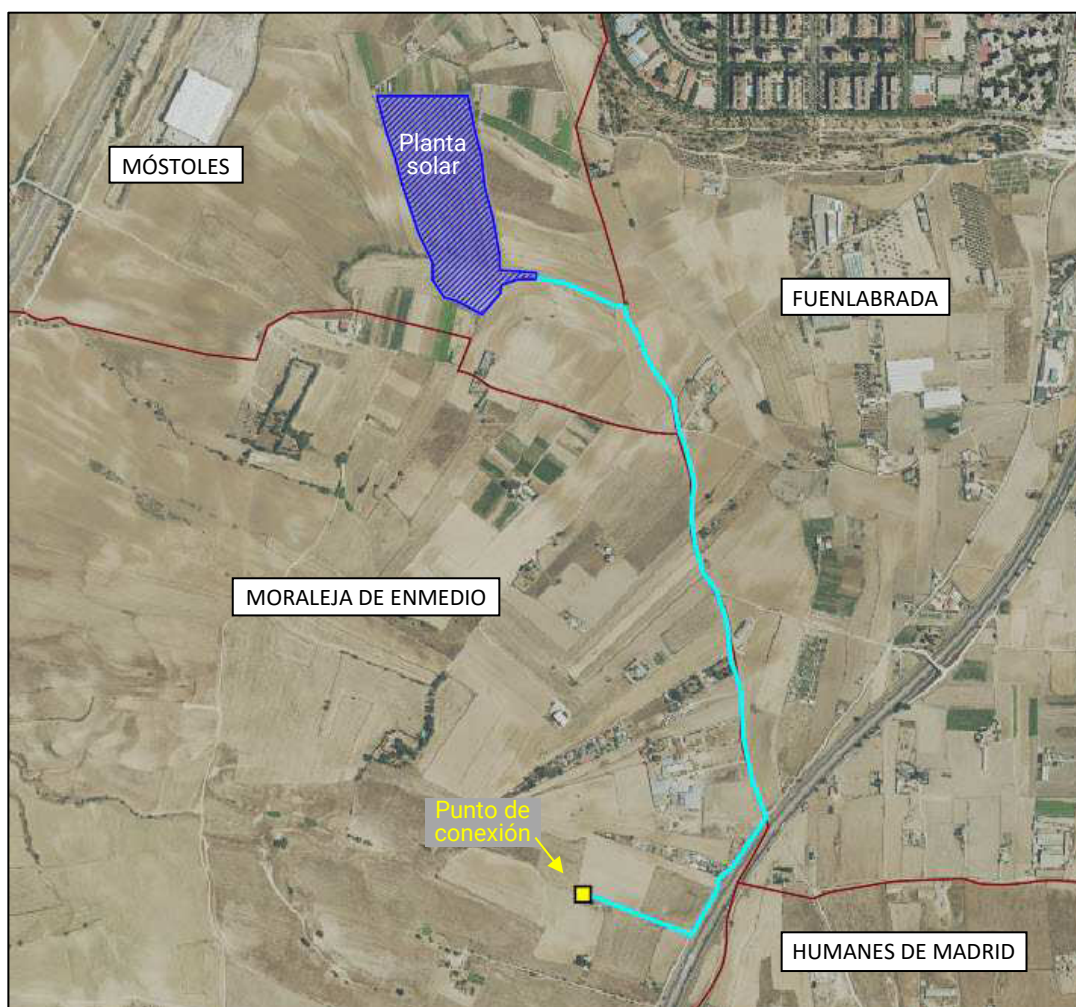 Planta
solar
MÓSTOLES
FUENLABRADA
MORALEJA DE ENMEDIO
Punto de
conexión
HUMANES DE MADRID